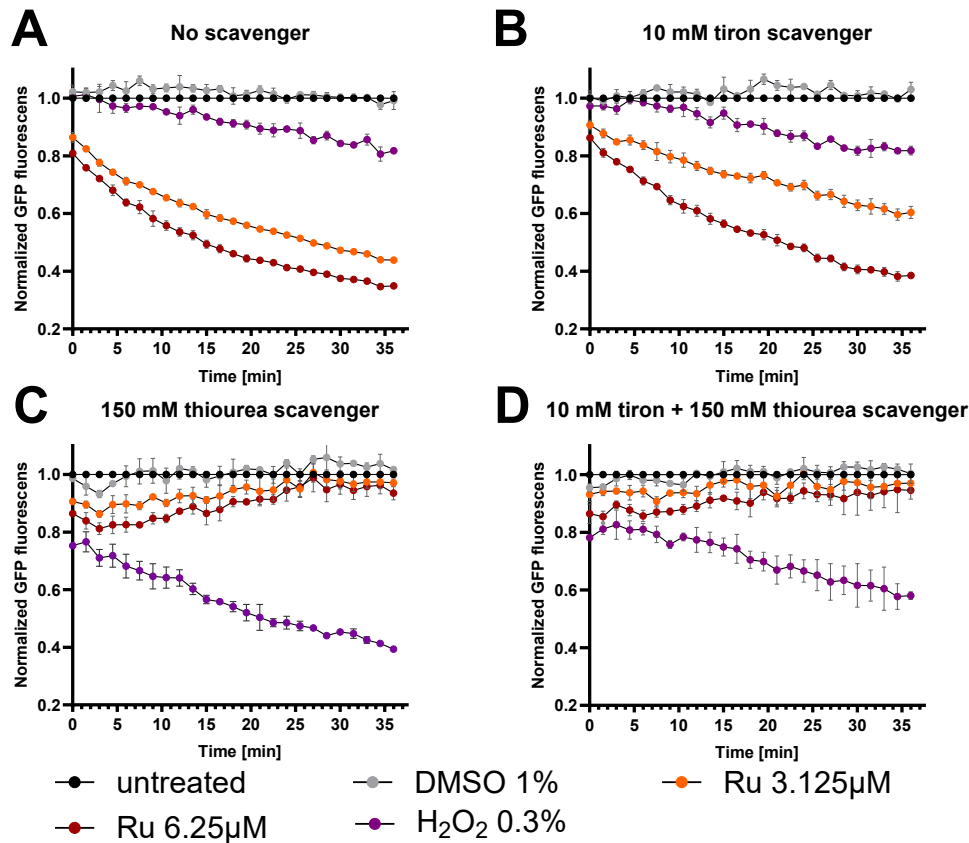 A
No scavenger
Normalized GFP fluorescens
1.0
0.8
0.6
0.4
0.2
0 5 10 15 20 25 30 35
Time [min]
B
10 mM tiron scavenger
Normalized GFP fluorescens
1.0
0.8
0.6
0.4
0.2
0 5 10 15 20 25 30 35
Time [min]
C
150 mM thiourea scavenger
Normalized GFP fluorescens
1.0
0.8
0.6
0.4
0.2
0 5 10 15 20 25 30 35
Time [min]
D
10 mM tiron + 150 mM thiourea scavenger
Normalized GFP fluorescens
1.0
0.8
0.6
0.4
0.2
0 5 10 15 20 25 30 35
Time [min]
untreated DMSO 1% Ru 3.125µM
Ru 6.25µM H₂O₂ 0.3%